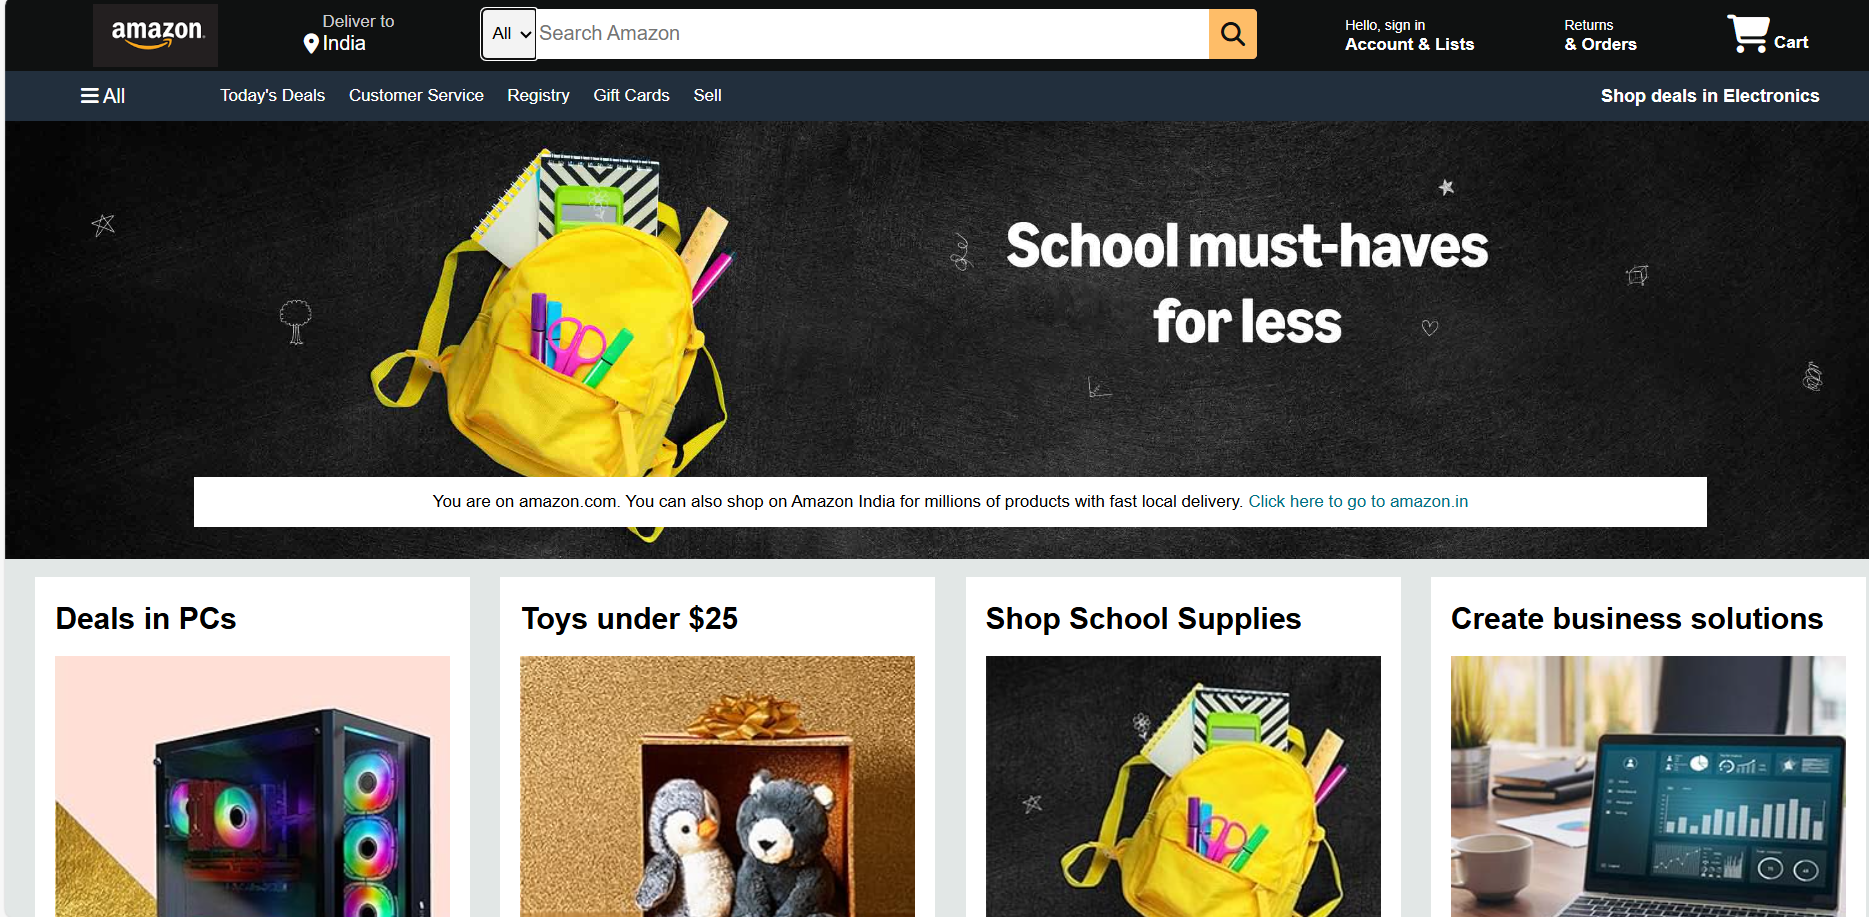 amazon
Deliver to
India
All
Search Amazon
Hello, sign in
Account & Lists
Returns
& Orders
Cart
All
Today's Deals
Customer Service
Registry
Gift Cards
Sell
Shop deals in Electronics
School must-haves
for less
You are on amazon.com. You can also shop on Amazon India for millions of products with fast local delivery. Click here to go to amazon.in
Deals in PCs
Toys under $25
Shop School Supplies
Create business solutions